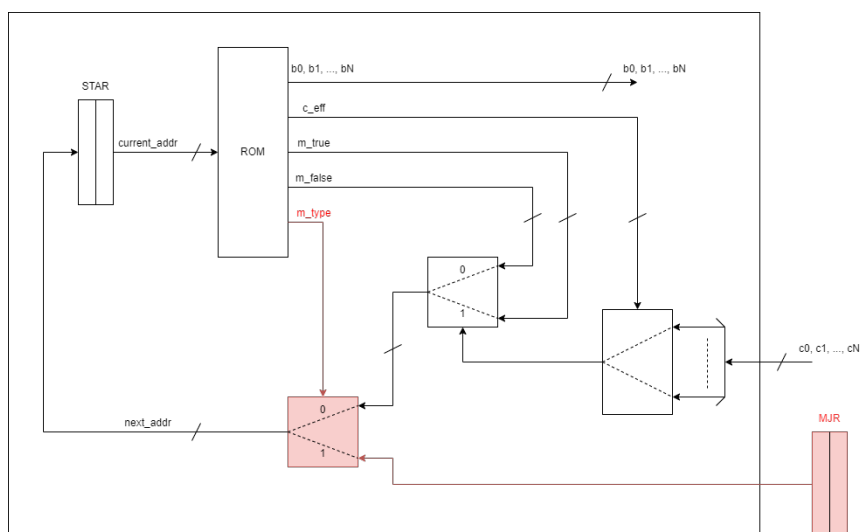 b0, b1, ..., bN
b0, b1, ..., bN
STAR
c_eff
current_addr
ROM
m_true
m_false
m_type
0
1
c0, c1, ..., cN
0
next_addr
1
MJR